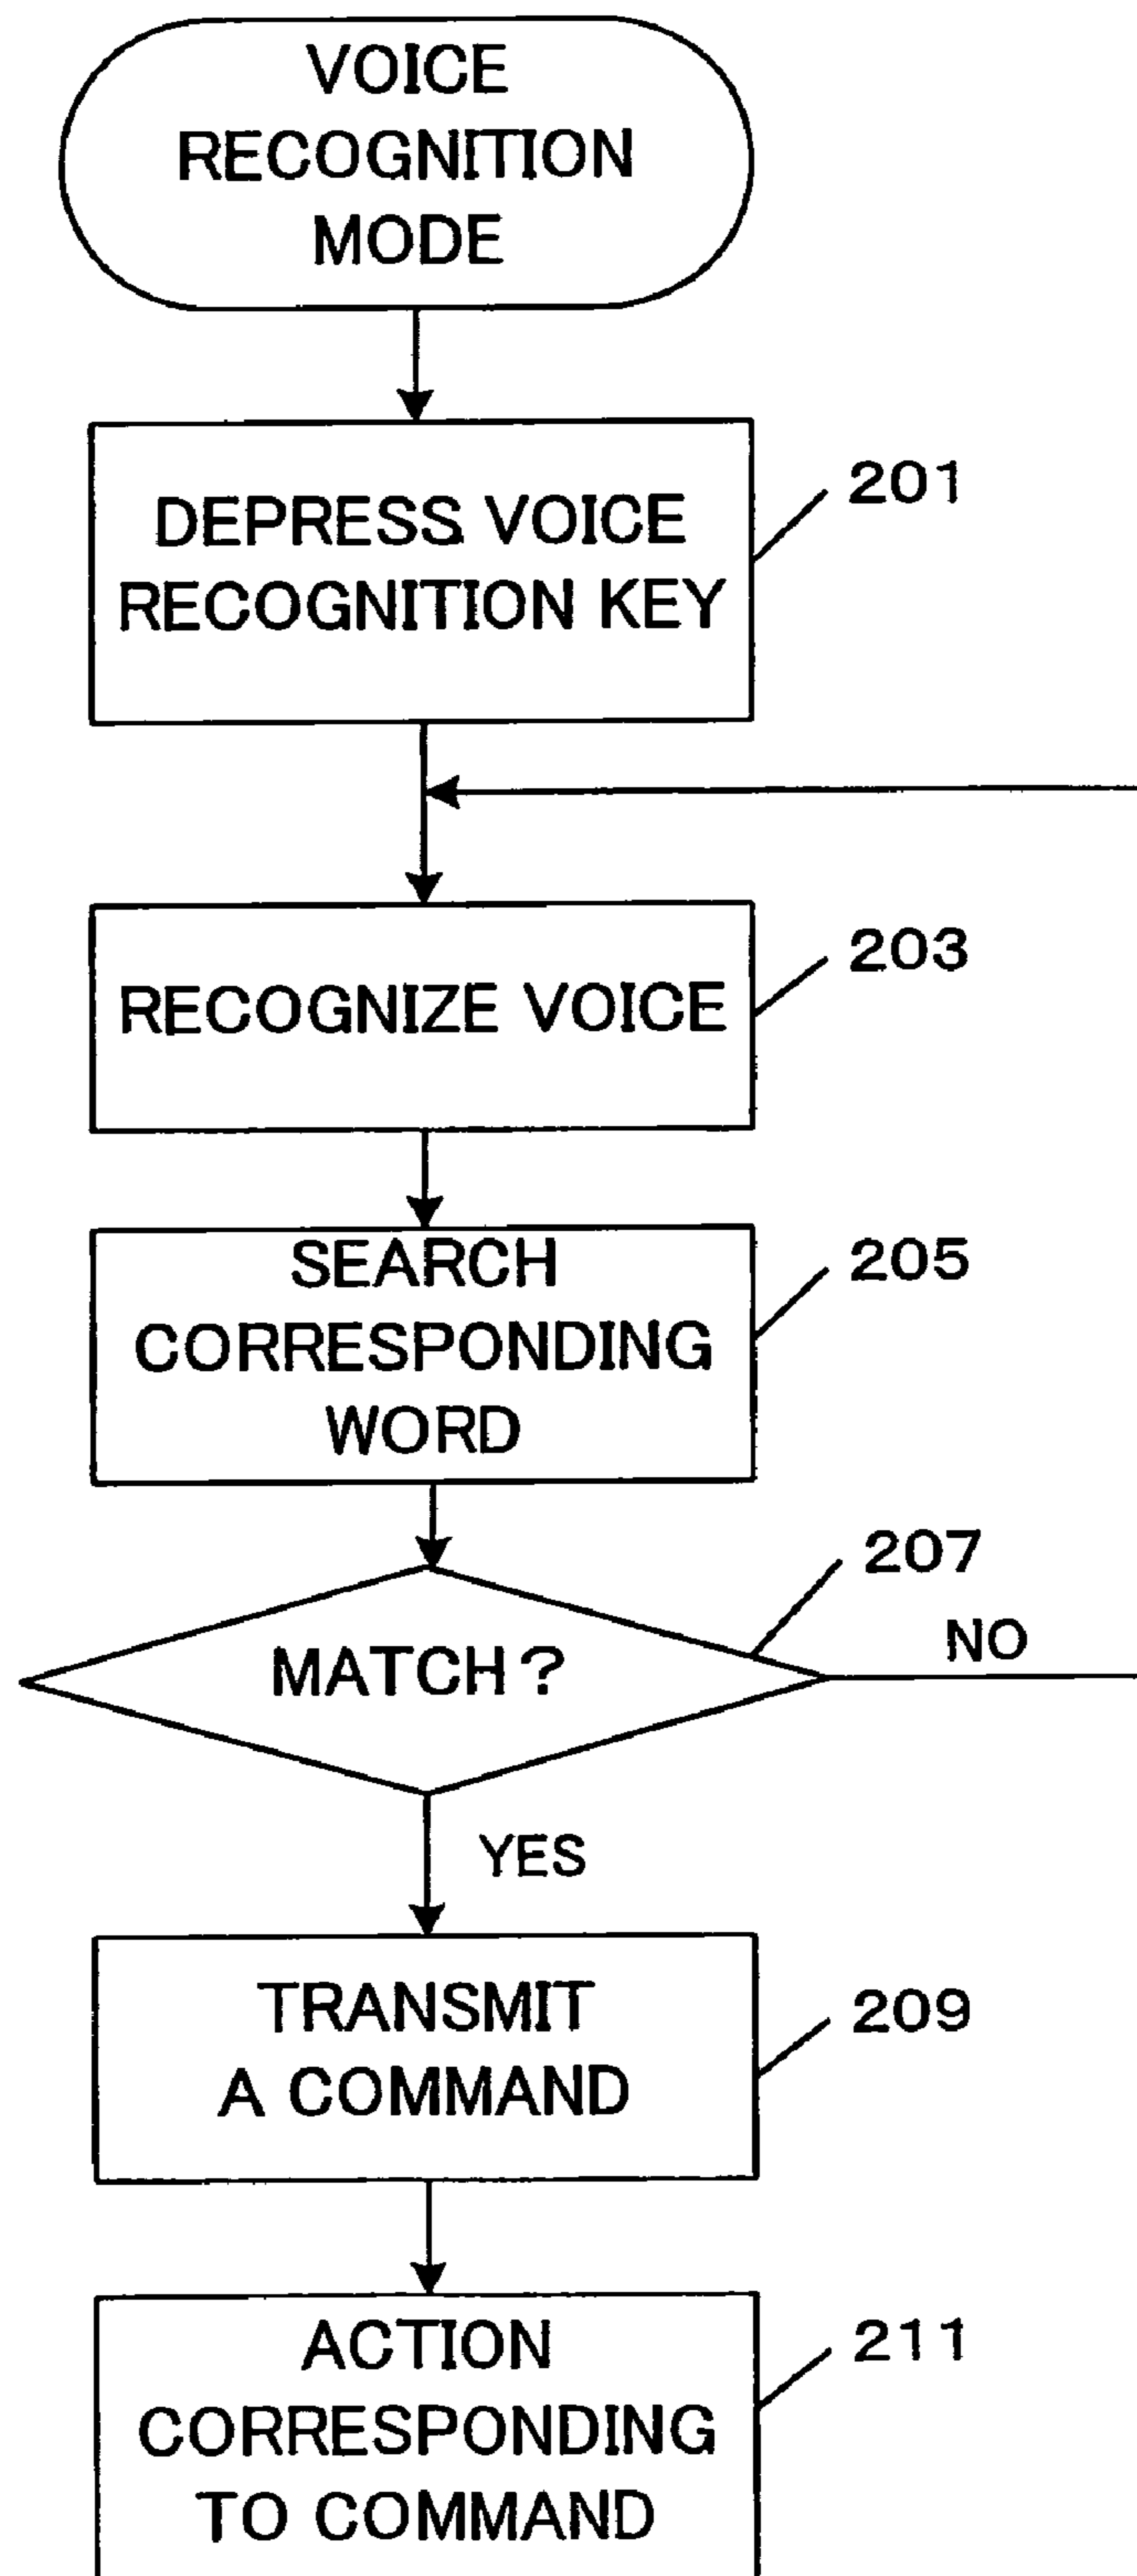 VOICE
RECOGNITION
MODE
DEPRESS VOICE
RECOGNITION KEY
201
RECOGNIZE VOICE
203
SEARCH
CORRESPONDING
WORD
205
MATCH?
207
NO
YES
TRANSMIT
A COMMAND
209
ACTION
CORRESPONDING
TO COMMAND
211